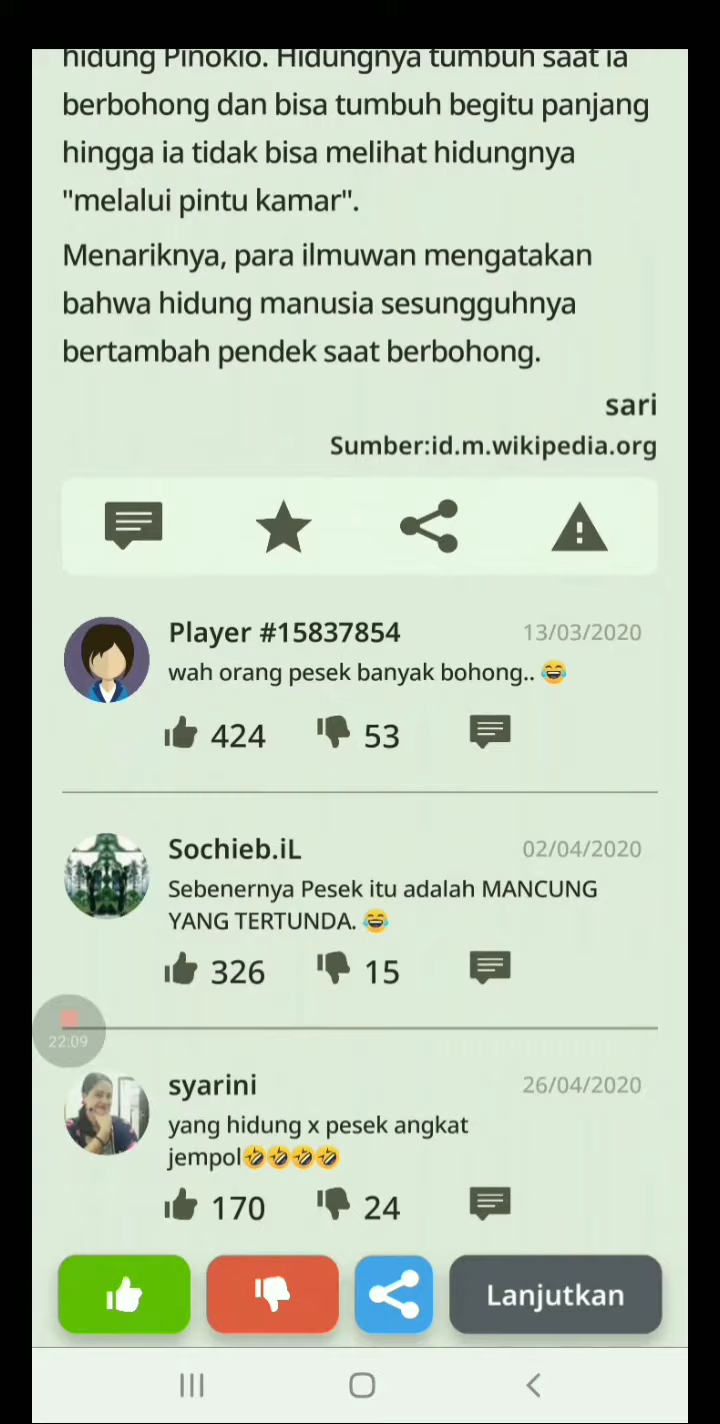 hidung Pinokio. Hidungnya tumbuh saat ia
berbohong dan bisa tumbuh begitu panjang
hingga ia tidak bisa melihat hidungnya
"melalui pintu kamar".
Menariknya, para ilmuwan mengatakan
bahwa hidung manusia sesungguhnya
bertambah pendek saat berbohong.
sari
Sumber:id.m.wikipedia.org
Player #15837854 13/03/2020
wah orang pesek banyak bohong.. 😂
424 53
Sochieb.iL 02/04/2020
Sebenernya Pesek itu adalah MANCUNG
YANG TERTUNDA. 😂
326 15
22:09
syarini 26/04/2020
yang hidung x pesek angkat
jempol🤣🤣🤣🤣
170 24
Lanjutkan